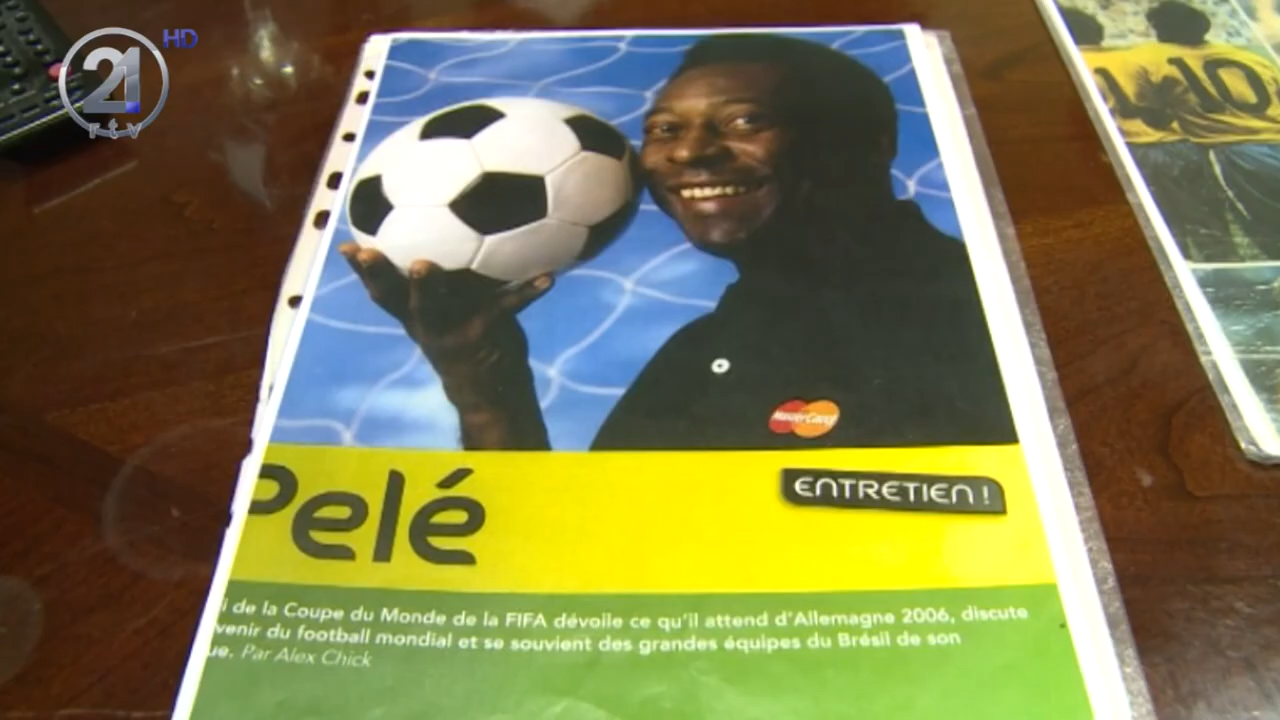 21
HD
rtv
10
MasterCard
Pelé
ENTRETIEN !
i de la Coupe du Monde de la FIFA dévoile ce qu'il attend d'Allemagne 2006, discute
venir du football mondial et se souvient des grandes équipes du Brésil de son
ue. Par Alex Chick